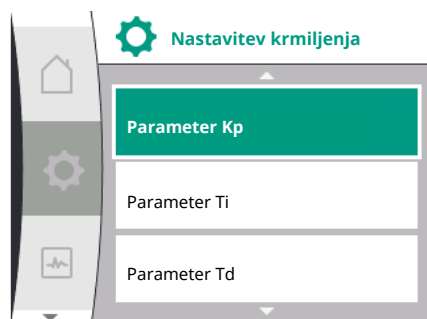 Nastavitev krmiljenja
Parameter Kp
Parameter Ti
Parameter Td